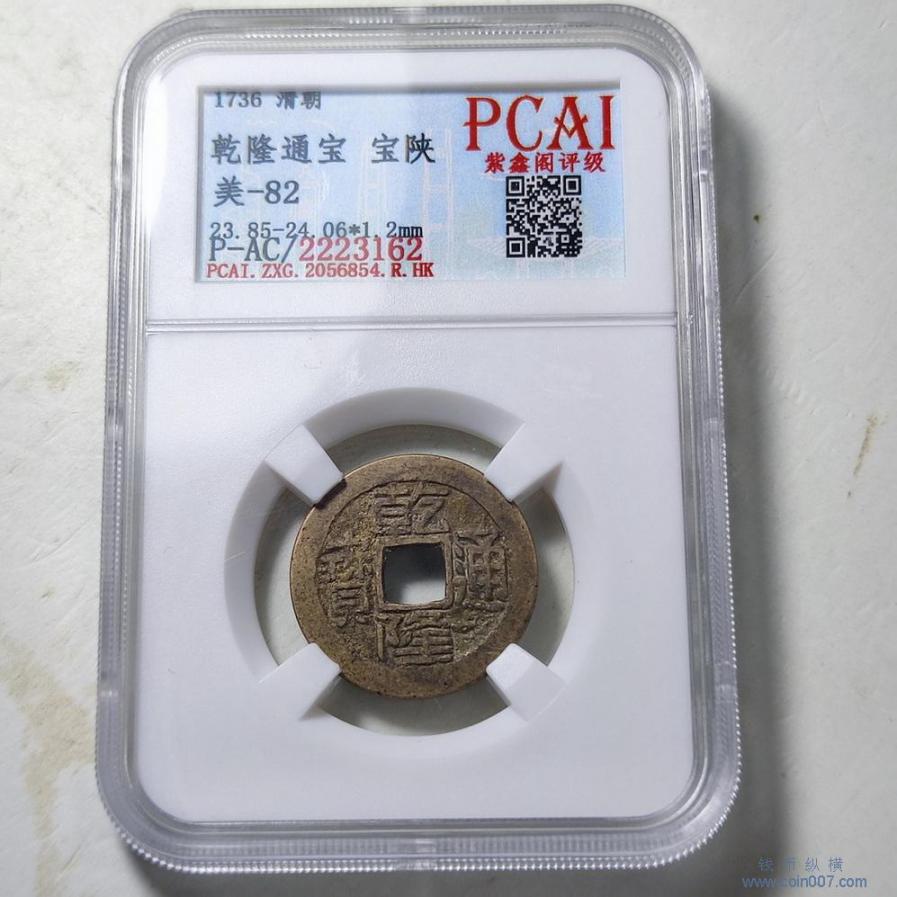 1736 清朝
乾隆通宝 宝陕
美-82
23.85-24.06*1.2mm
P-AC/2223162
PCAI.ZXG.2056854.R.HK
PCAI
紫鑫阁评级
乾
寶 通
隆
钱币纵横
www.coin007.com